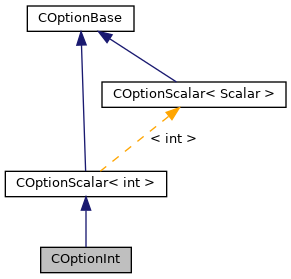 COptionBase
COptionScalar< Scalar >
< int >
COptionScalar< int >
COptionInt